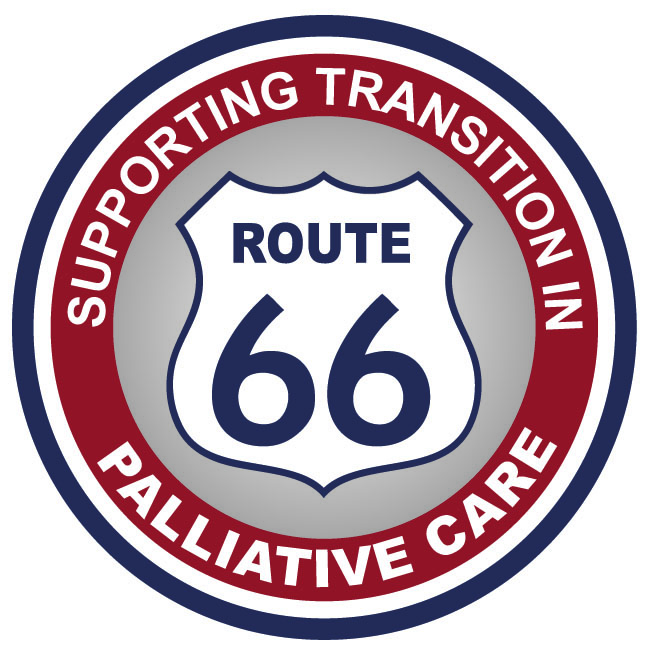 SUPPORTING TRANSITION IN
ROUTE
66
PALLIATIVE CARE